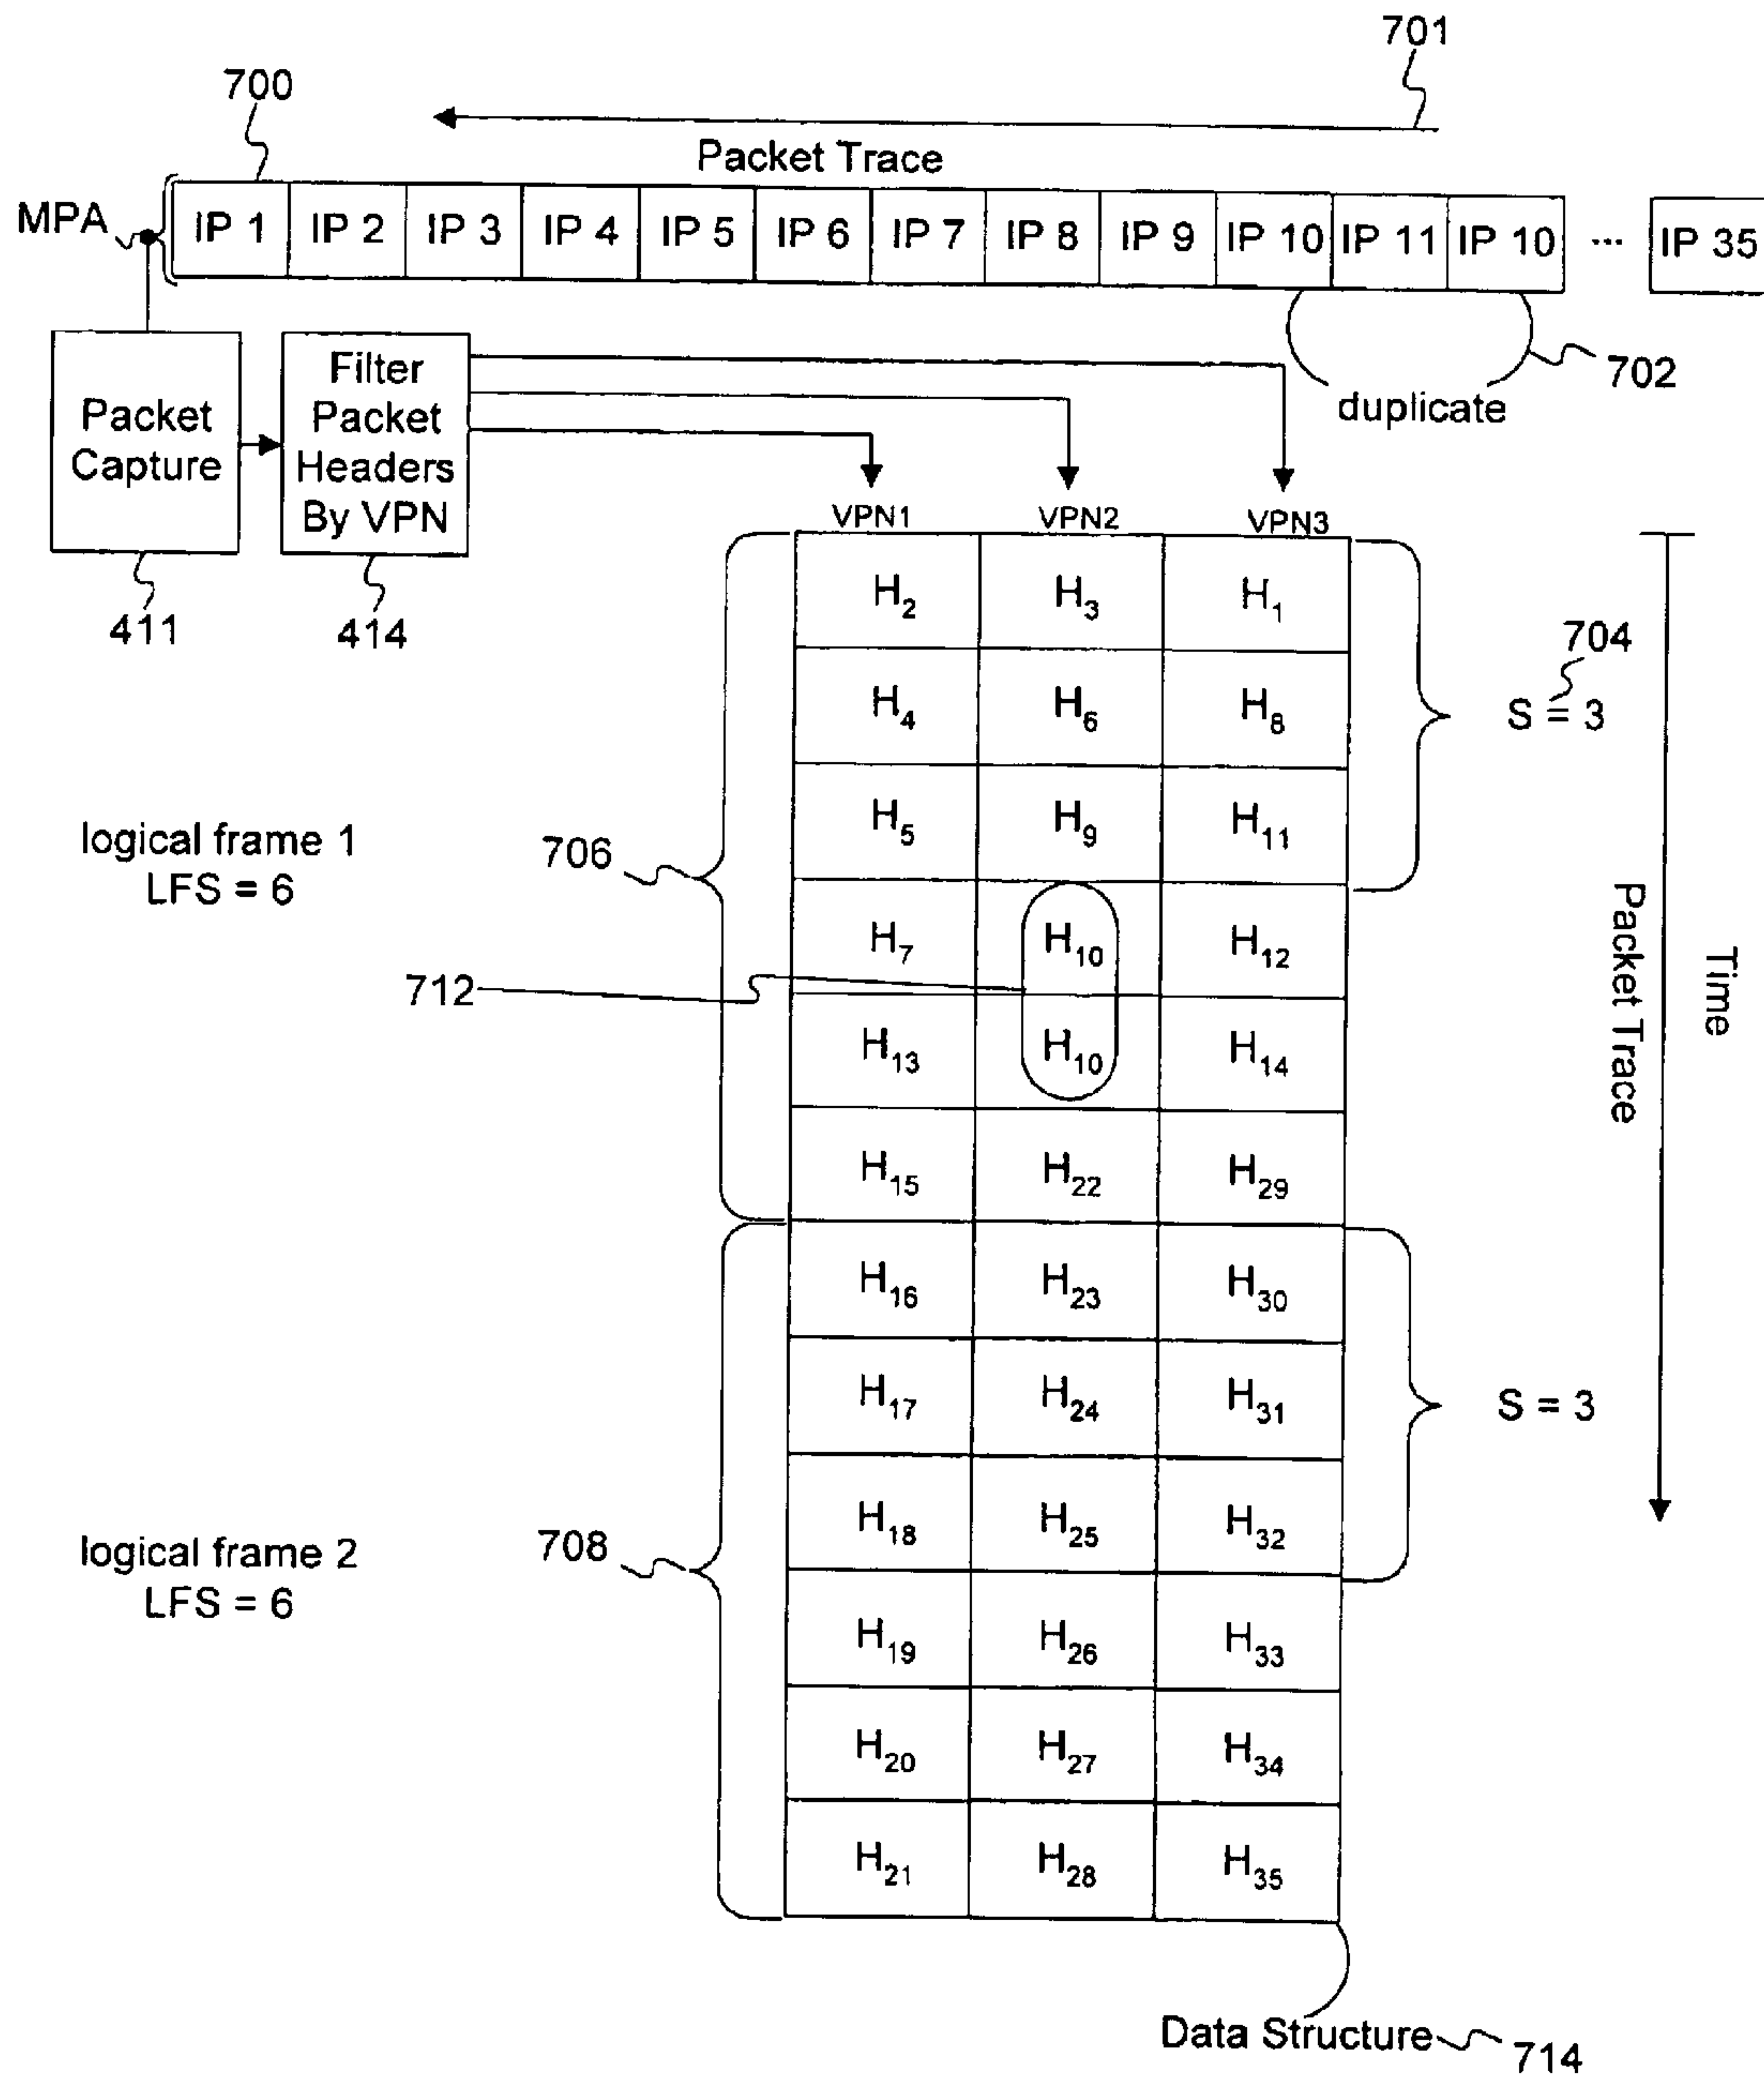 701
700
Packet Trace
MPA
IP 1 IP 2 IP 3 IP 4 IP 5 IP 6 IP 7 IP 8 IP 9 IP 10 IP 11 IP 10 ... IP 35
702
duplicate
Packet
Capture
Filter
Packet
Headers
By VPN
411
414
VPN1 VPN2 VPN3
H2 H3 H1
704
S = 3
H4 H6 H8
H5 H9 H11
logical frame 1
LFS = 6
706
H7 H10 H12
712
H13 H10 H14
H15 H22 H29
Packet Trace
Time
H16 H23 H30
H17 H24 H31
S = 3
H18 H25 H32
logical frame 2
LFS = 6
708
H19 H26 H33
H20 H27 H34
H21 H28 H35
Data Structure
714